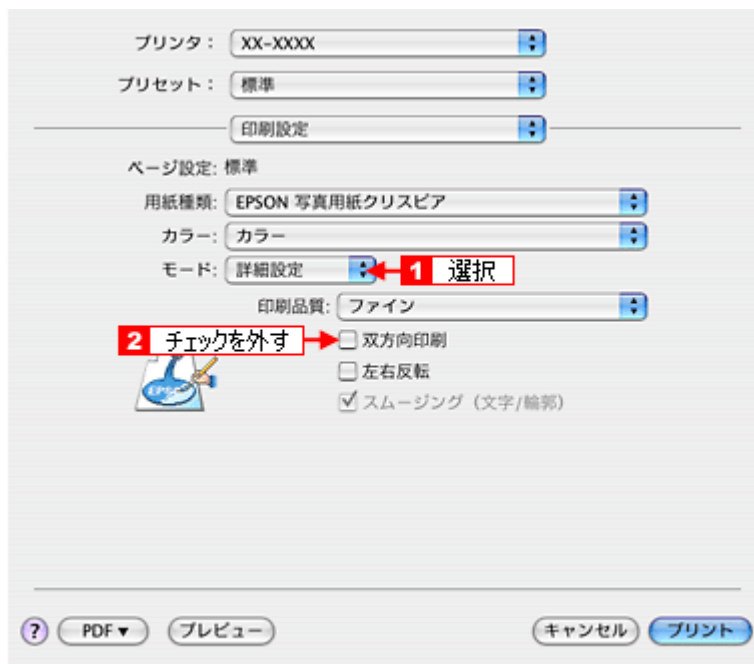 プリンタ： XX-XXXX
プリセット： 標準
印刷設定
ページ設定: 標準
用紙種類: EPSON 写真用紙クリスピア
カラー: カラー
モード: 詳細設定 1 選択
印刷品質: ファイン
2 チェックを外す 双方向印刷
左右反転
EPSON
スムージング（文字/輪郭）
? PDF▼ プレビュー キャンセル プリント